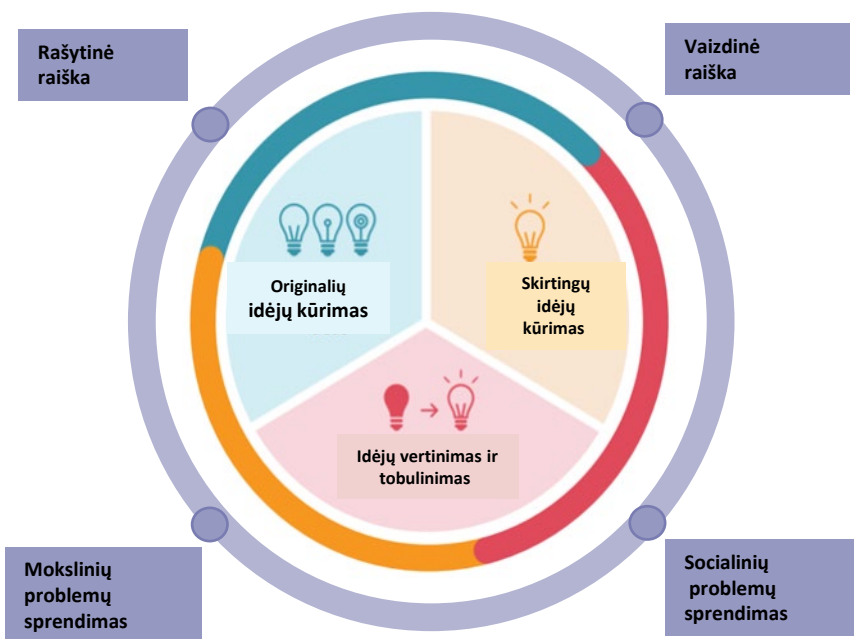 Rašytinė
raiška
Vaizdinė
raiška
Originalių
idėjų kūrimas
Skirtingų
idėjų
kūrimas
Idėjų vertinimas ir
tobulinimas
Mokslinių
problemų
sprendimas
Socialinių
problemų
sprendimas